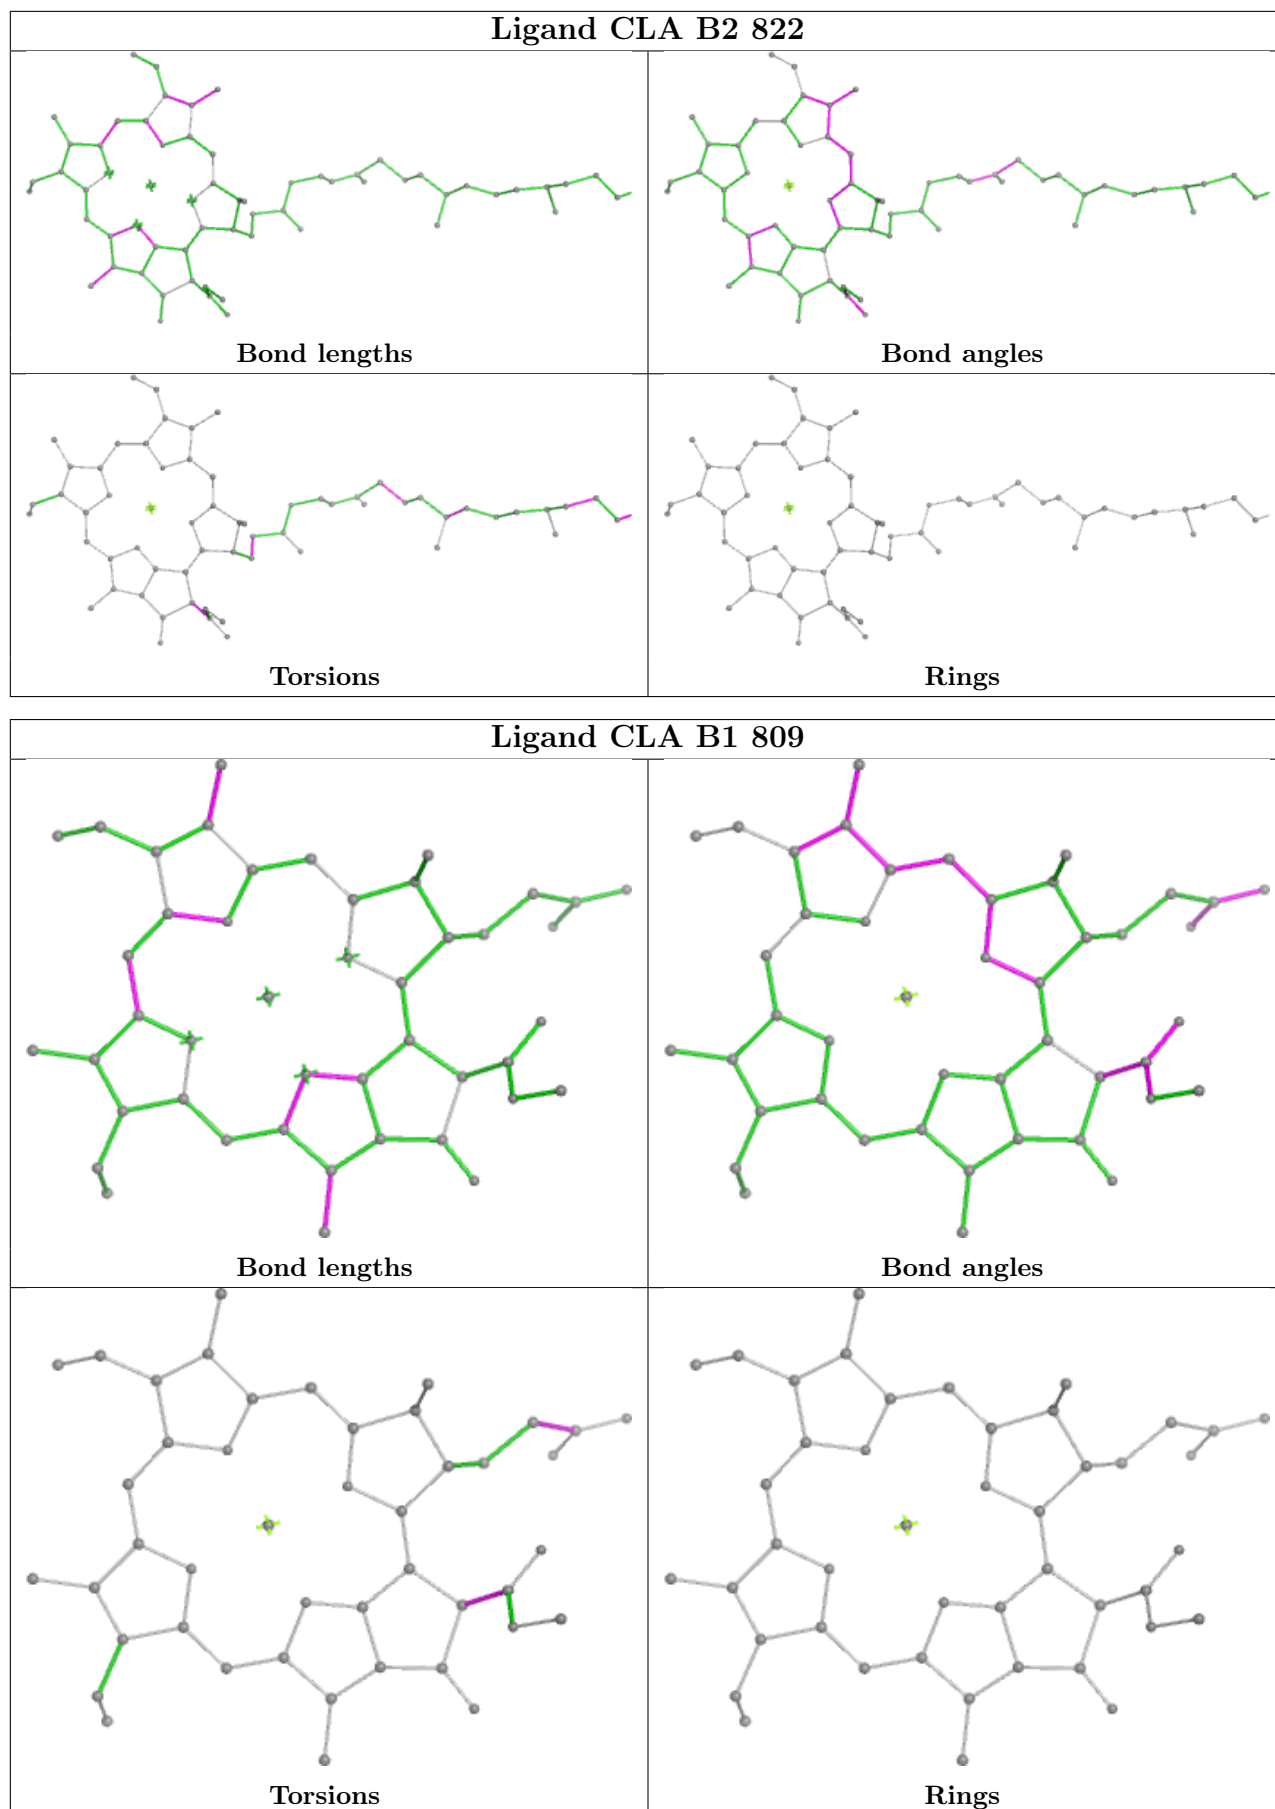 Ligand CLA B2 822
Bond lengths
Bond angles
Torsions
Rings
Ligand CLA B1 809
Bond lengths
Bond angles
Torsions
Rings